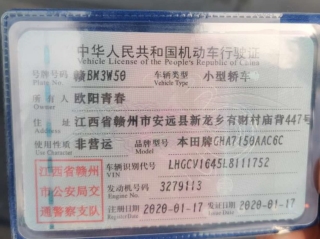 中华人民共和国机动车行驶证
Vehicle License of the People's Republic of China
号牌号码 赣BM3W50 车辆类型 小型轿车
Plate No. Vehicle Type
所有人 欧阳青春
Owner
住址 江西省赣州市安远县新龙乡有财村庙背447号
Address
使用性质 非营运 品牌型号 本田牌GHA7150AAC6C
Use Character Model
江西省赣州市公安局交通警察支队
车辆识别代号 LHGCV1645L8111752
VIN
发动机号码 3279113
Engine No.
注册日期 2020-01-17 发证日期 2020-01-17
Register Date Issue Date